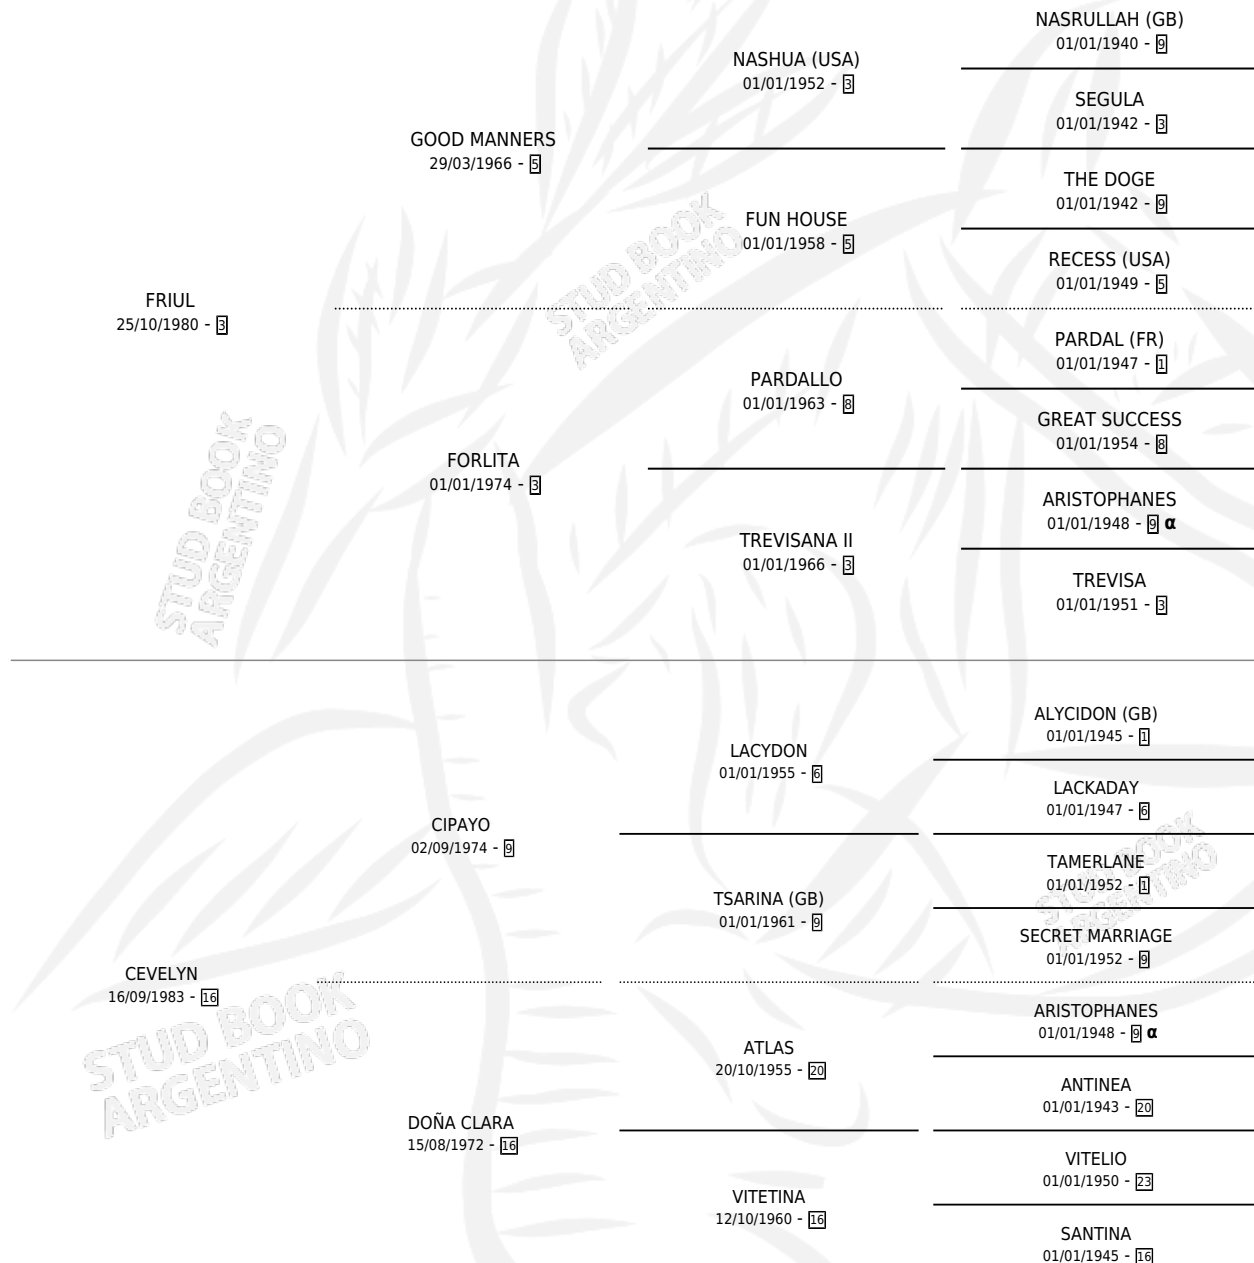 NASRULLAH (GB)
01/01/1940 - 9
NASHUA (USA)
01/01/1952 - 3
SEGULA
01/01/1942 - 3
GOOD MANNERS
29/03/1966 - 5
THE DOGE
01/01/1942 - 9
FUN HOUSE
01/01/1958 - 5
RECESS (USA)
01/01/1949 - 5
FRIUL
25/10/1980 - 3
STUD BOOK
ARGENTINO
PARDAL (FR)
01/01/1947 - 1
PARDALLO
01/01/1963 - 8
GREAT SUCCESS
01/01/1954 - 8
FORLITA
01/01/1974 - 3
ARISTOPHANES
01/01/1948 - 9 α
TREVISANA II
01/01/1966 - 3
TREVISA
01/01/1951 - 3
STUD BOOK
ARGENTINO
ALYCIDON (GB)
01/01/1945 - 1
LACYDON
01/01/1955 - 6
LACKADAY
01/01/1947 - 6
CIPAYO
02/09/1974 - 9
TAMERLANE
01/01/1952 - 1
TSARINA (GB)
01/01/1961 - 9
SECRET MARRIAGE
01/01/1952 - 9
STUD BOOK
ARGENTINO
CEVELYN
16/09/1983 - 16
STUD BOOK
ARGENTINO
ARISTOPHANES
01/01/1948 - 9 α
ATLAS
20/10/1955 - 20
ANTINEA
01/01/1943 - 20
DOÑA CLARA
15/08/1972 - 16
VITELIO
01/01/1950 - 23
VITETINA
12/10/1960 - 16
SANTINA
01/01/1945 - 16